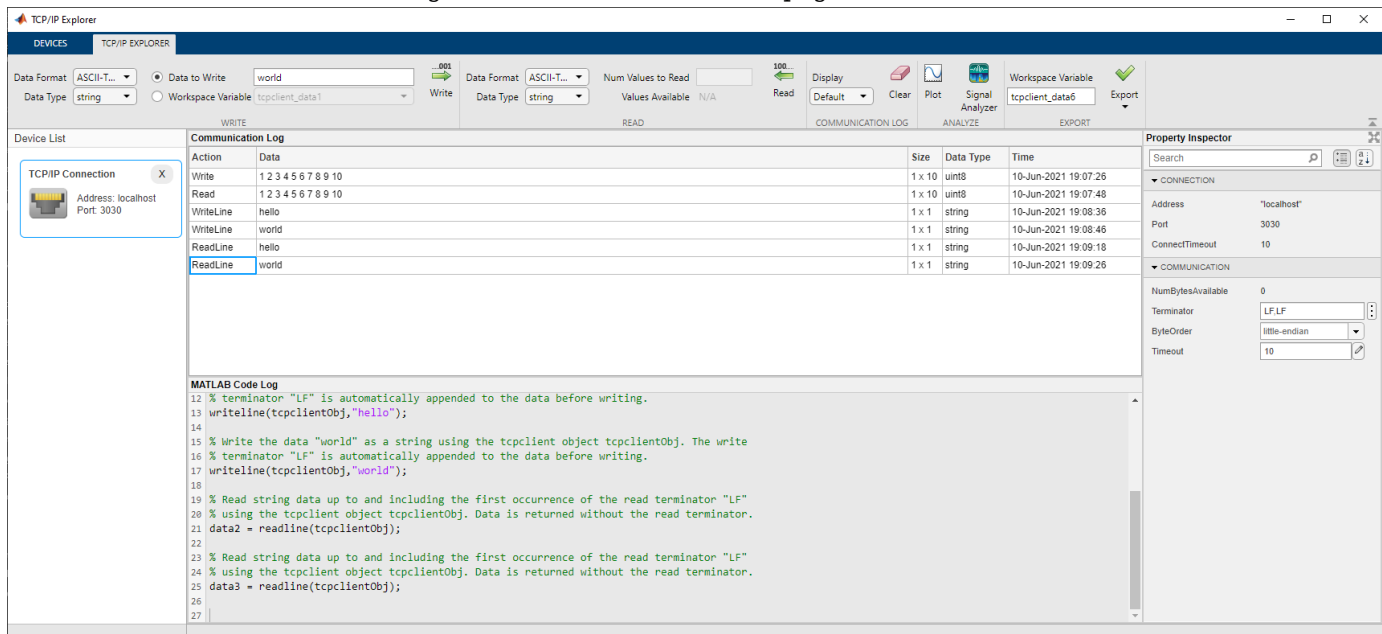 TCP/IP Explorer
DEVICES TCP/IP EXPLORER
Data Format ASCII-T... Data to Write world Write Data Format ASCII-T... Num Values to Read Read Display Clear Plot Signal Analyzer Workspace Variable Export
Data Type string Workspace Variable tcpclient_data1 Data Type string Values Available N/A Default tcpclient_data6
WRITE READ COMMUNICATION LOG ANALYZE EXPORT
Device List
TCP/IP Connection X
Address: localhost
Port: 3030
Communication Log
Action Data Size Data Type Time
Write 1 2 3 4 5 6 7 8 9 10 1 x 10 uint8 10-Jun-2021 19:07:26
Read 1 2 3 4 5 6 7 8 9 10 1 x 10 uint8 10-Jun-2021 19:07:48
WriteLine hello 1 x 1 string 10-Jun-2021 19:08:36
WriteLine world 1 x 1 string 10-Jun-2021 19:08:46
ReadLine hello 1 x 1 string 10-Jun-2021 19:09:18
ReadLine world 1 x 1 string 10-Jun-2021 19:09:26
MATLAB Code Log
12 % terminator "LF" is automatically appended to the data before writing.
13 writeline(tcpclientObj,"hello");
14
15 % Write the data "world" as a string using the tcpclient object tcpclientObj. The write
16 % terminator "LF" is automatically appended to the data before writing.
17 writeline(tcpclientObj,"world");
18
19 % Read string data up to and including the first occurrence of the read terminator "LF"
20 % using the tcpclient object tcpclientObj. Data is returned without the read terminator.
21 data2 = readline(tcpclientObj);
22
23 % Read string data up to and including the first occurrence of the read terminator "LF"
24 % using the tcpclient object tcpclientObj. Data is returned without the read terminator.
25 data3 = readline(tcpclientObj);
26
27
Property Inspector
Search
CONNECTION
Address "localhost"
Port 3030
ConnectTimeout 10
COMMUNICATION
NumBytesAvailable 0
Terminator LF,LF
ByteOrder little-endian
Timeout 10